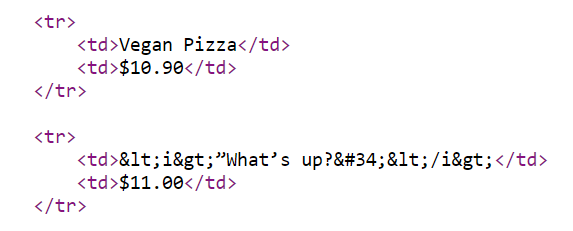 <tr>
<td>Vegan Pizza</td>
<td>$10.90</td>
</tr>
<tr>
<td>&lt;i&gt;”What’s up?&#34;&lt;/i&gt;</td>
<td>$11.00</td>
</tr>